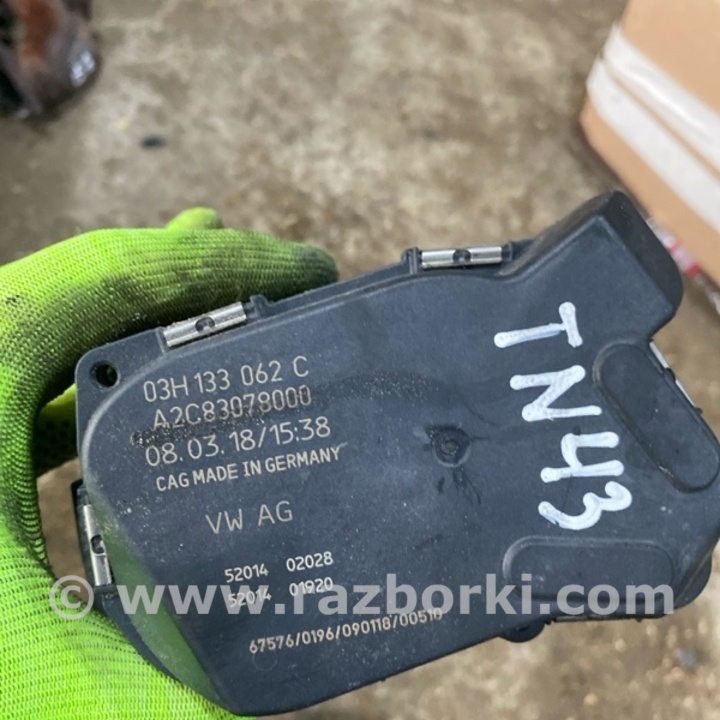 03H 133 062 C
A2C83078000
08.03.18/15:38
CAG MADE IN GERMANY
VW AG
52014 02028
52014 01920
67576/0196/090118/00510
TN43
© www.razborki.com